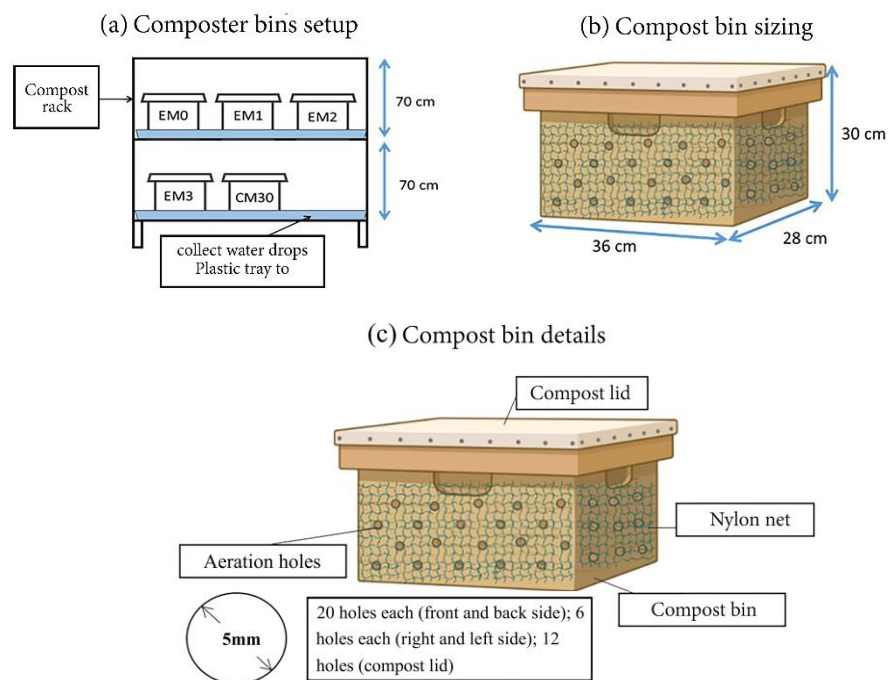 (a) Composter bins setup
Compost
rack
EM0 EM1 EM2
70 cm
EM3 CM30
70 cm
collect water drops
Plastic tray to
(b) Compost bin sizing
30 cm
36 cm
28 cm
(c) Compost bin details
Compost lid
Nylon net
Aeration holes
Compost bin
5mm
20 holes each (front and back side); 6
holes each (right and left side); 12
holes (compost lid)